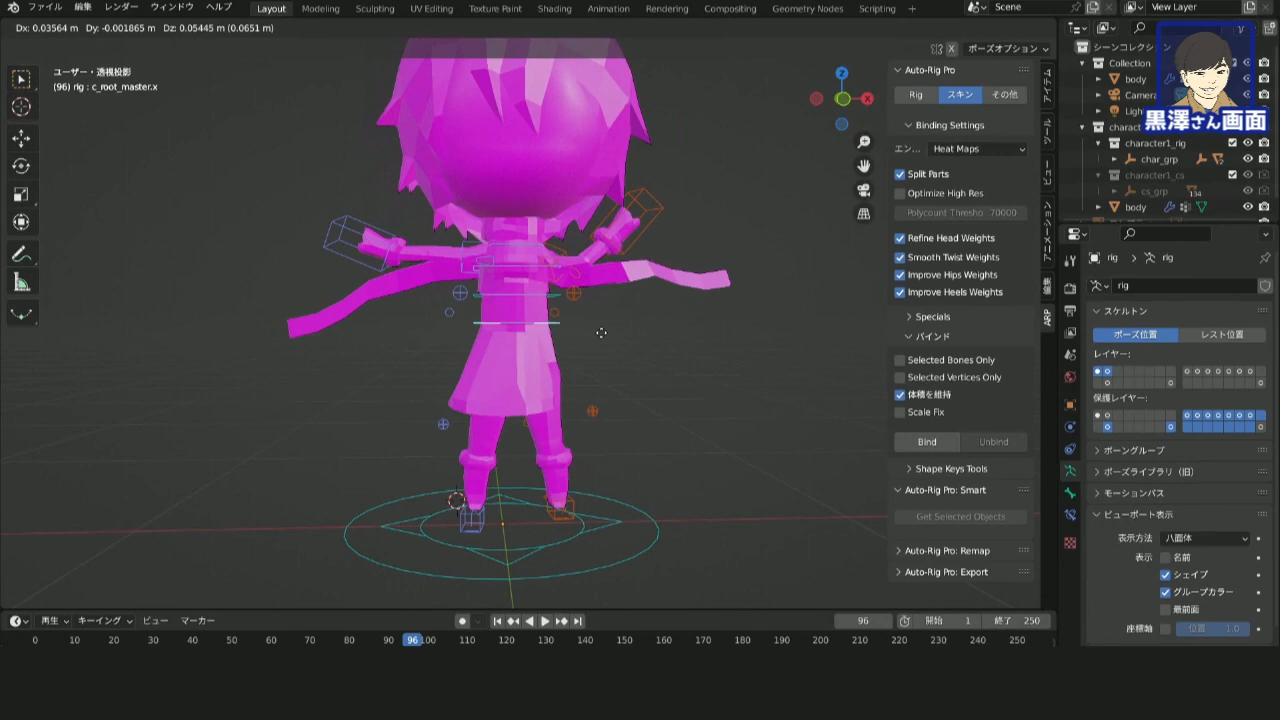 ファイル 編集 レンダー ウィンドウ ヘルプ Layout Modeling Sculpting UV Editing Texture Paint Shading Animation Rendering Compositing Geometry Nodes Scripting + Scene View Layer
Dx: 0.03564 m Dy: -0.001865 m Dz: 0.05445 m (0.0651 m)
X ポーズオプション
ユーザー・透視投影
(96) rig : c_root_master.x
Z
X
Auto-Rig Pro
Rig スキン その他
Binding Settings
エン... Heat Maps
Split Parts
Optimize High Res
Polycount Thresho 70000
Refine Head Weights
Smooth Twist Weights
Improve Hips Weights
Improve Heels Weights
Specials
バインド
Selected Bones Only
Selected Vertices Only
体積を維持
Scale Fix
Bind Unbind
Shape Keys Tools
Auto-Rig Pro: Smart
Get Selected Objects
Auto-Rig Pro: Remap
Auto-Rig Pro: Export
アイテム
ツール
ビュー
アニメーション
編集
ARP
シーンコレクション
Collection
body
Camera
Ligh
charact
character1_rig
char_grp
character1_cs
cs_grp 134
body
黒澤さん画面
rig rig
rig
スケルトン
ポーズ位置 レスト位置
レイヤー:
保護レイヤー:
ボーングループ
ポーズライブラリ (旧)
モーションパス
ビューポート表示
表示方法 八面体
表示 名前
シェイプ
グループカラー
最前面
座標軸 位置 1.0
再生 キーイング ビュー マーカー 96 開始 1 終了 250
0 10 20 30 40 50 60 70 80 90 96 100 110 120 130 140 150 160 170 180 190 200 210 220 230 240 250